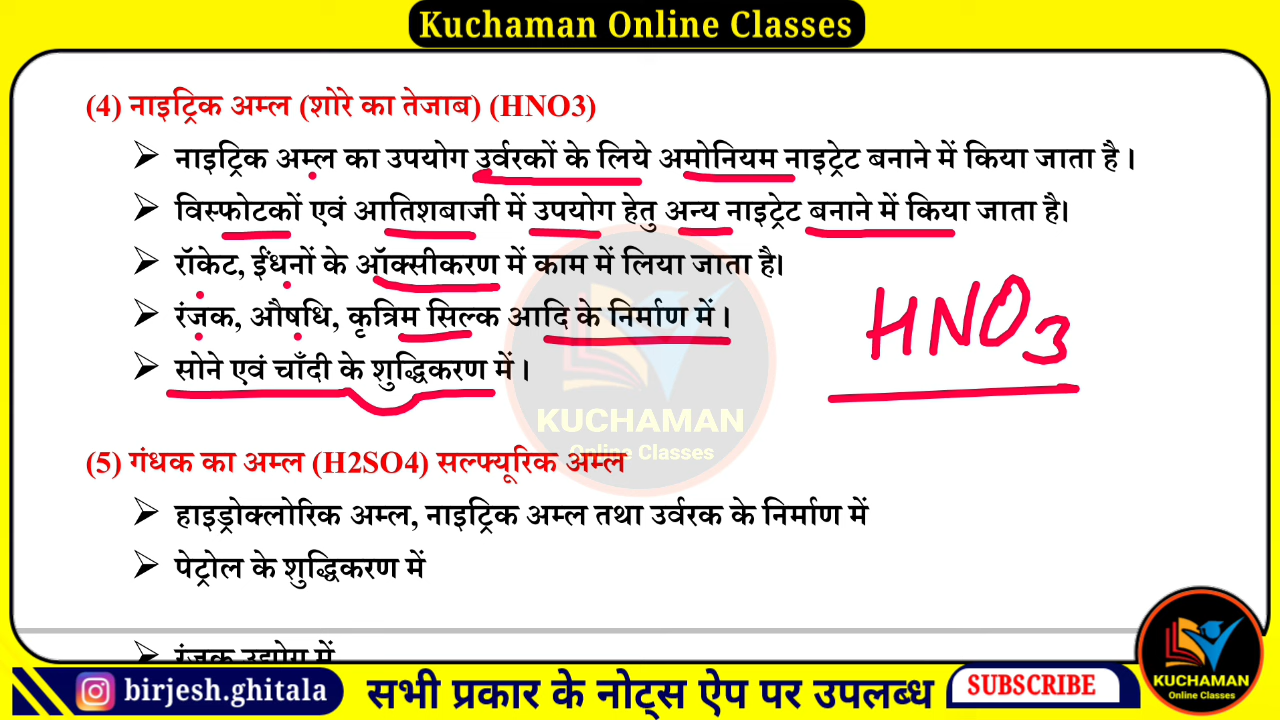 Kuchaman Online Classes
(4) नाइट्रिक अम्ल (शोरे का तेजाब) (HNO3)
➢ नाइट्रिक अम्ल का उपयोग उर्वरकों के लिये अमोनियम नाइट्रेट बनाने में किया जाता है।
➢ विस्फोटकों एवं आतिशबाजी में उपयोग हेतु अन्य नाइट्रेट बनाने में किया जाता है।
➢ रॉकेट, ईंधनों के ऑक्सीकरण में काम में लिया जाता है।
➢ रंजक, औषधि, कृत्रिम सिल्क आदि के निर्माण में।
HNO3
➢ सोने एवं चाँदी के शुद्धिकरण में।
KUCHAMAN
Online Classes
(5) गंधक का अम्ल (H2SO4) सल्फ्यूरिक अम्ल
➢ हाइड्रोक्लोरिक अम्ल, नाइट्रिक अम्ल तथा उर्वरक के निर्माण में
➢ पेट्रोल के शुद्धिकरण में
➢ रंजक उद्योग में
birjesh.ghitala
सभी प्रकार के नोट्स ऐप पर उपलब्ध
SUBSCRIBE
KUCHAMAN
Online Classes